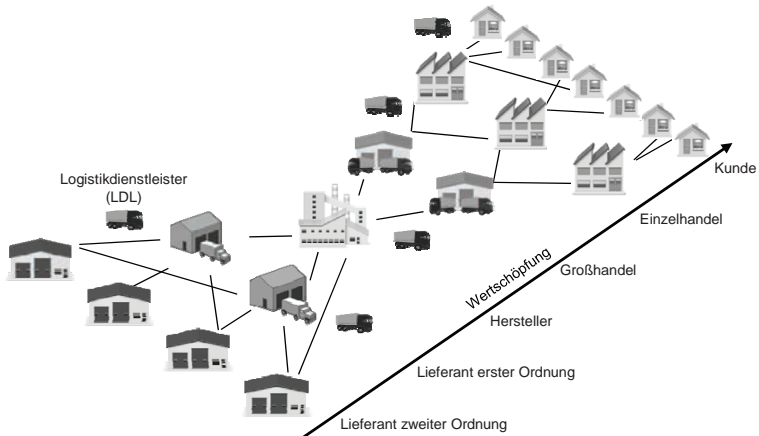 Kunde
Logistikdienstleister
(LDL)
Einzelhandel
Wertschöpfung
Großhandel
Hersteller
Lieferant erster Ordnung
Lieferant zweiter Ordnung